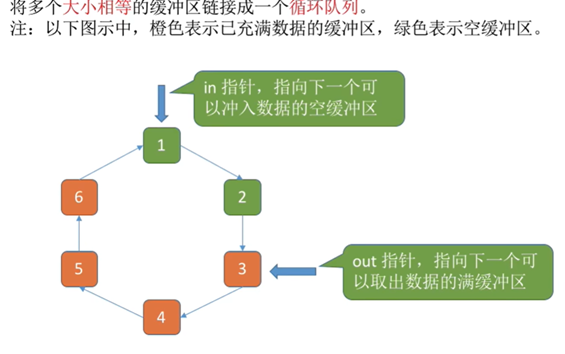 将多个大小相等的缓冲区链接成一个循环队列。
注：以下图示中，橙色表示已充满数据的缓冲区，绿色表示空缓冲区。
in 指针，指向下一个可
以冲入数据的空缓冲区
1
6
2
5
3
out 指针，指向下一个可
以取出数据的满缓冲区
4